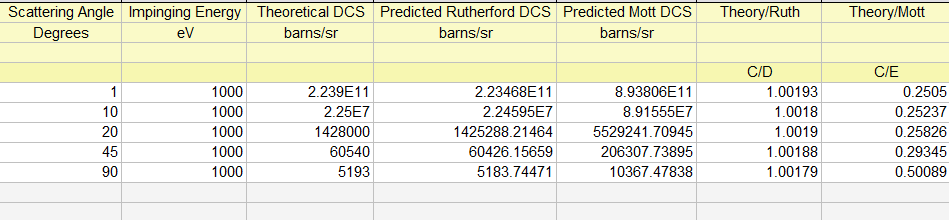 Scattering Angle Impinging Energy Theoretical DCS Predicted Rutherford DCS Predicted Mott DCS Theory/Ruth Theory/Mott
Degrees eV barns/sr barns/sr barns/sr
C/D C/E
1 1000 2.239E11 2.23468E11 8.93806E11 1.00193 0.2505
10 1000 2.25E7 2.24595E7 8.91555E7 1.0018 0.25237
20 1000 1428000 1425288.21464 5529241.70945 1.0019 0.25826
45 1000 60540 60426.15659 206307.73895 1.00188 0.29345
90 1000 5193 5183.74471 10367.47838 1.00179 0.50089